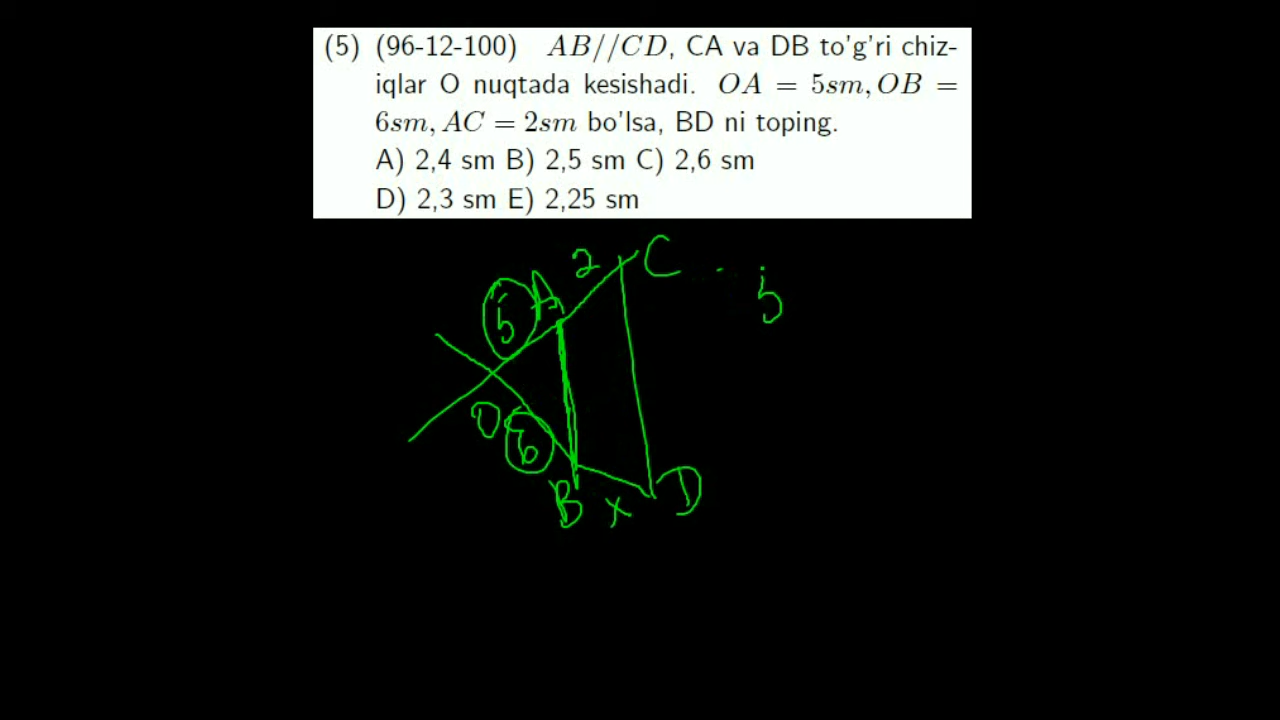 (5) (96-12-100) AB//CD, CA va DB to'g'ri chiz-
iqlar O nuqtada kesishadi. OA = 5sm, OB =
6sm, AC = 2sm bo'lsa, BD ni toping.
A) 2,4 sm B) 2,5 sm C) 2,6 sm
D) 2,3 sm E) 2,25 sm
2 C
5 A 5
O 6
B x D